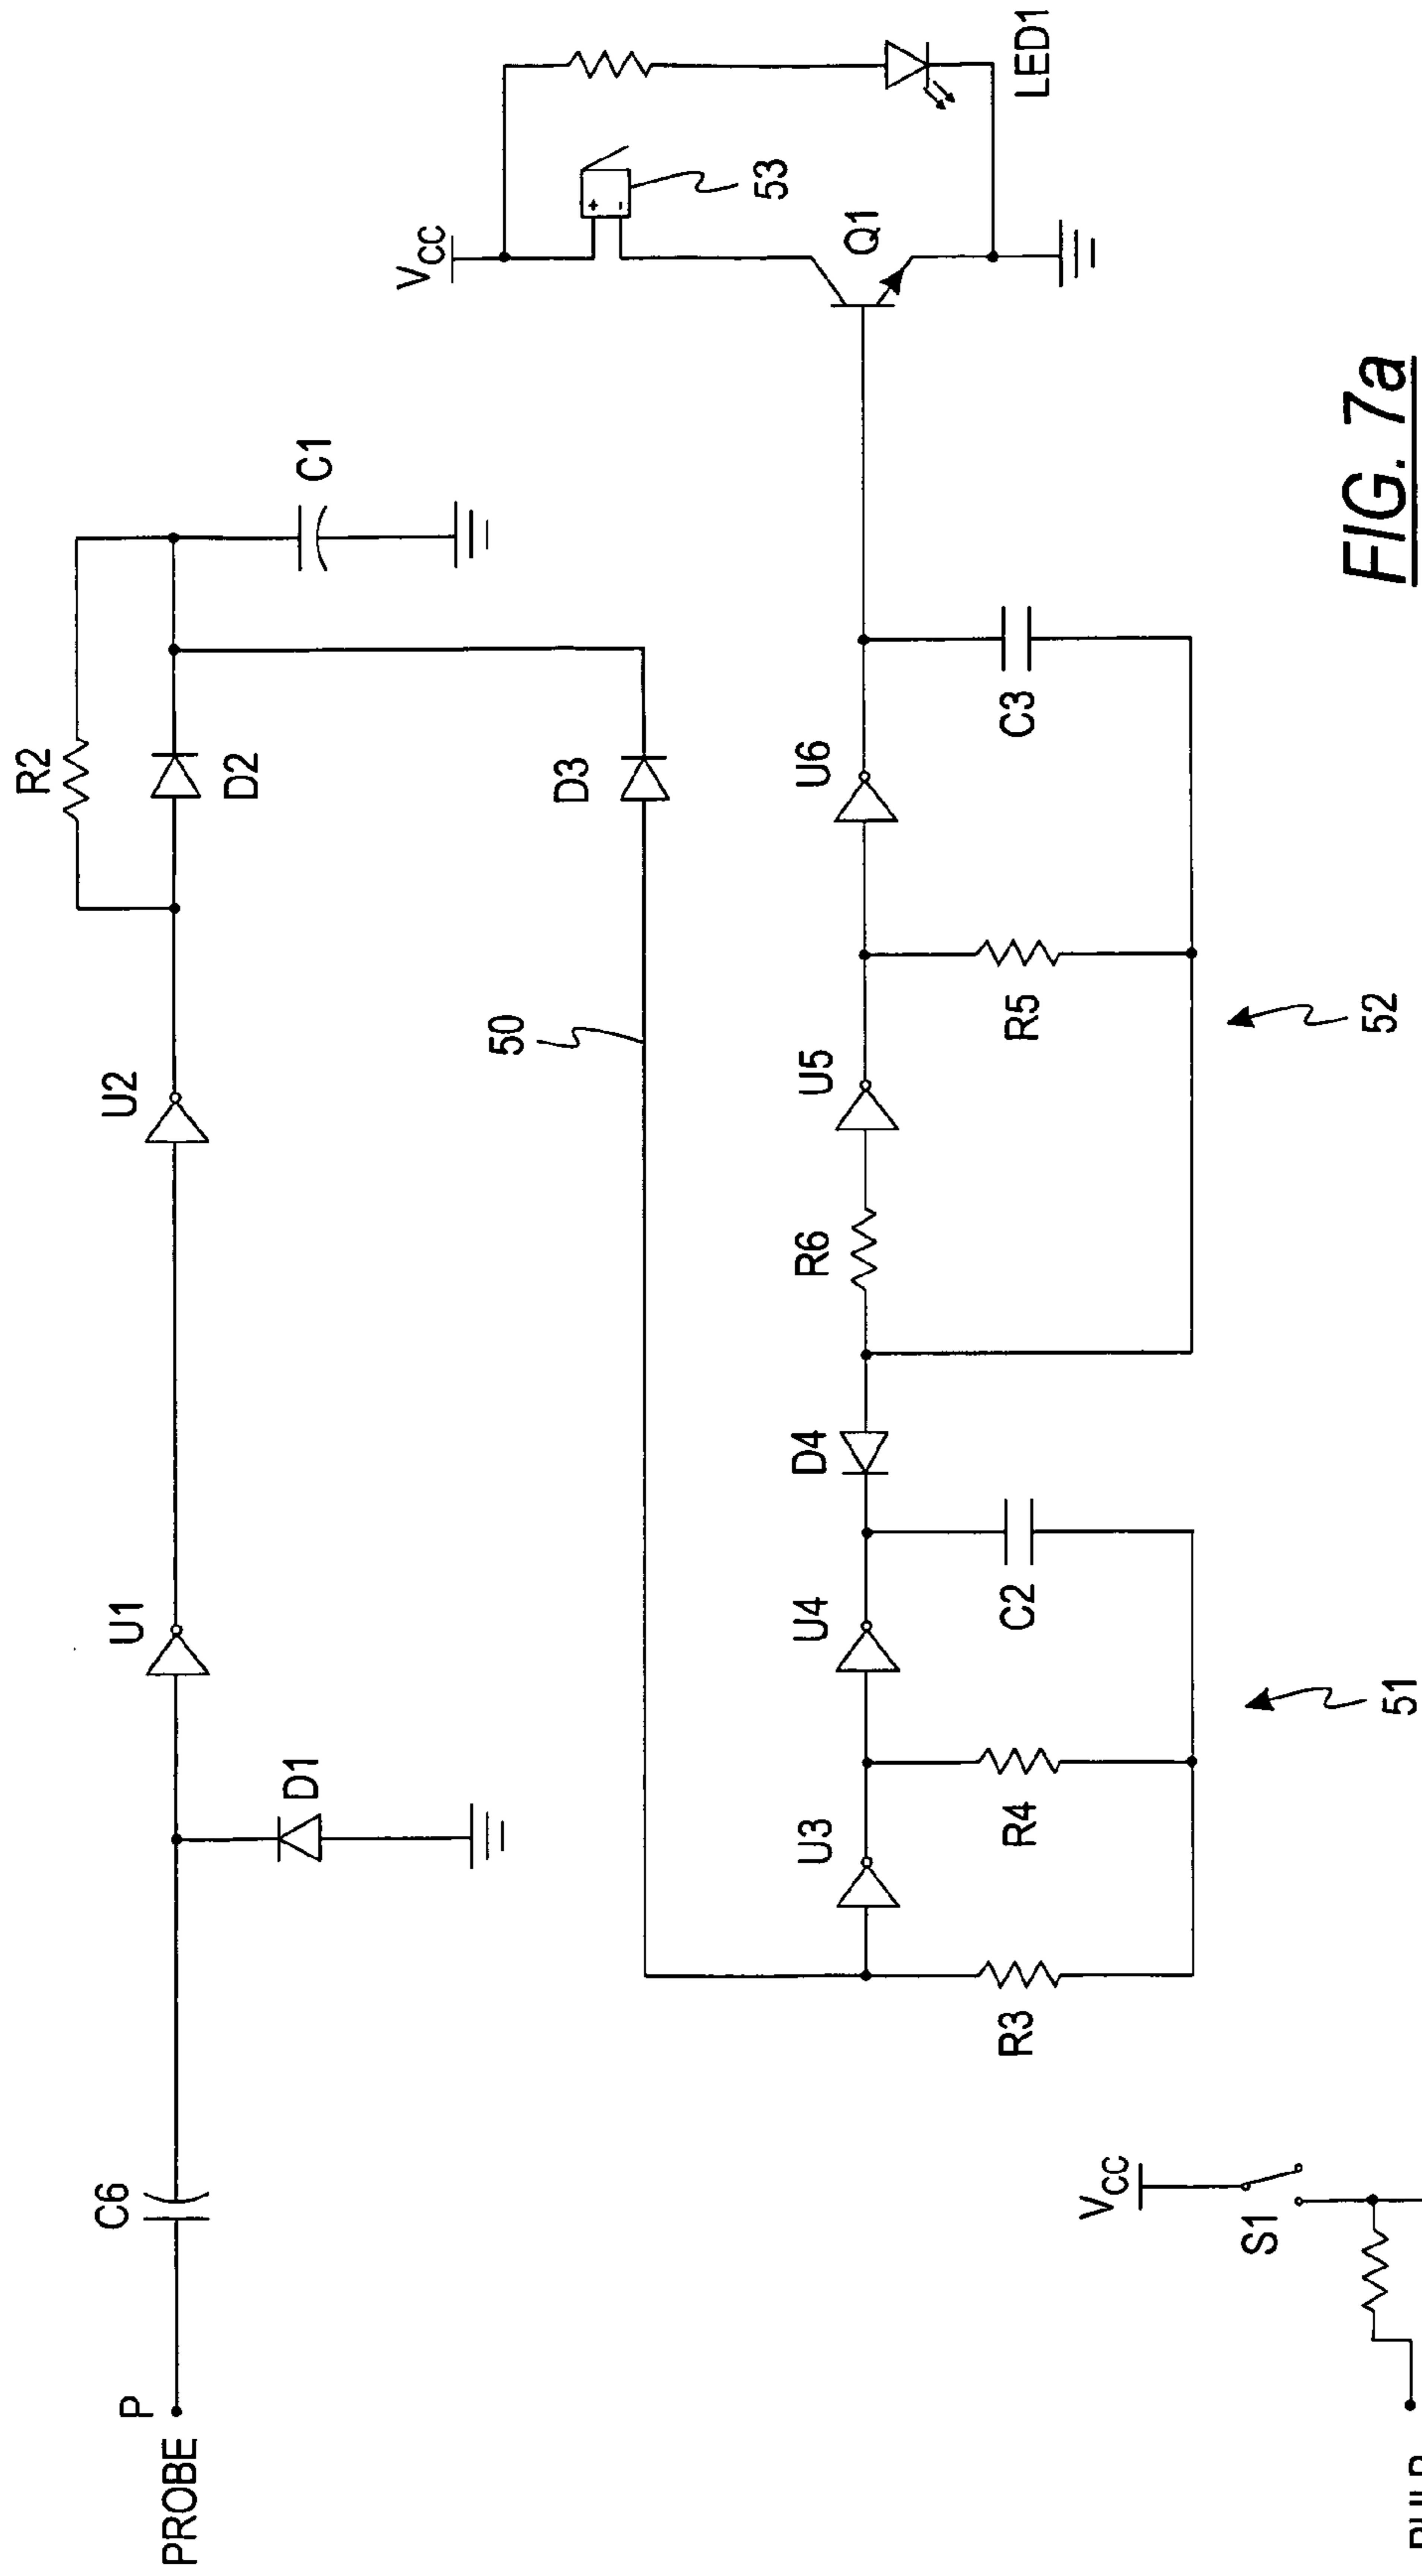 PROBE
P
C6
D1
U1
U2
R2
D2
C1
50
D3
R3
U3
R4
U4
C2
51
D4
R6
U5
R5
U6
C3
52
VCC
53
Q1
LED1
VCC
S1
FIG. 7a